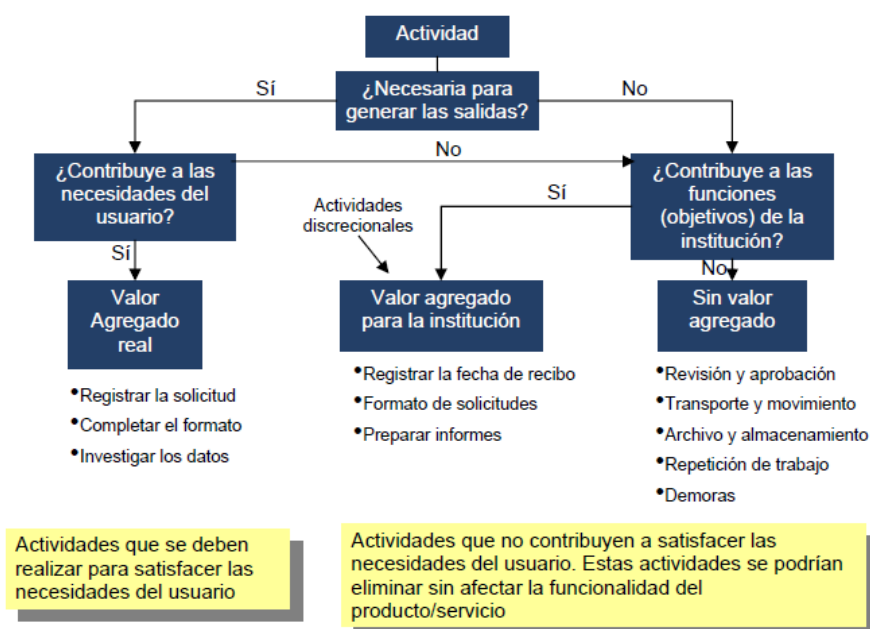 Actividad
Sí
¿Necesaria para
generar las salidas?
No
¿Contribuye a las
necesidades del
usuario?
No
¿Contribuye a las
funciones
(objetivos) de la
institución?
Actividades
discrecionales
Sí
Sí
No
Valor
Agregado
real
Valor agregado
para la institución
Sin valor
agregado
•Registrar la solicitud
•Completar el formato
•Investigar los datos
•Registrar la fecha de recibo
•Formato de solicitudes
•Preparar informes
•Revisión y aprobación
•Transporte y movimiento
•Archivo y almacenamiento
•Repetición de trabajo
•Demoras
Actividades que se deben
realizar para satisfacer las
necesidades del usuario
Actividades que no contribuyen a satisfacer las
necesidades del usuario. Estas actividades se podrían
eliminar sin afectar la funcionalidad del
producto/servicio